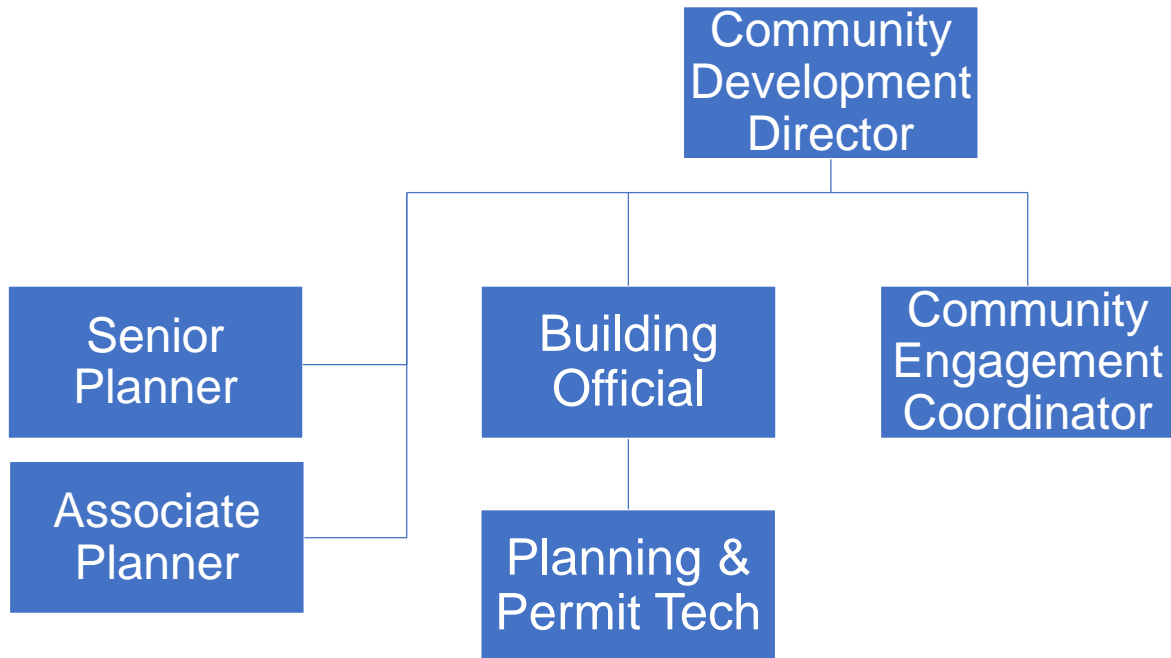 Community
Development
Director
Senior
Planner
Building
Official
Community
Engagement
Coordinator
Associate
Planner
Planning &
Permit Tech